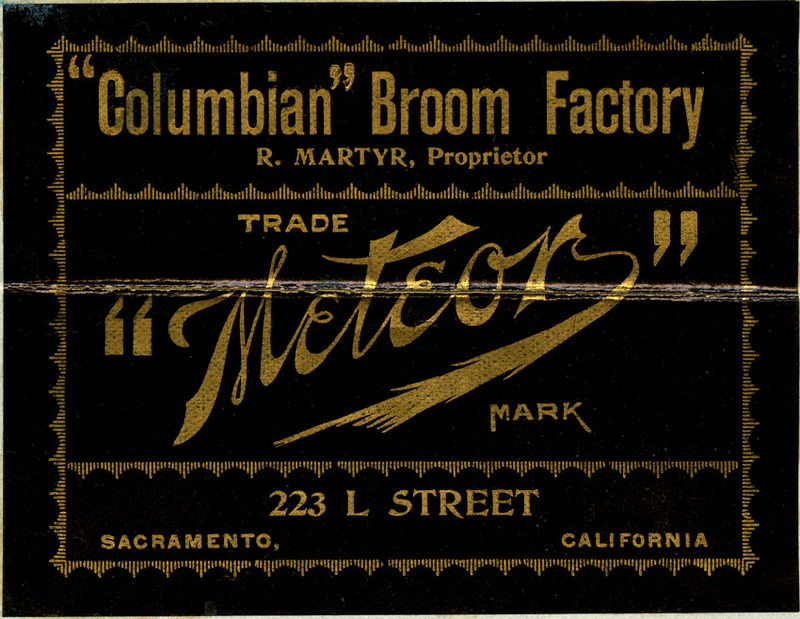 “Columbian” Broom Factory
R. MARTYR, Proprietor
TRADE
“Meteor”
MARK
223 L STREET
SACRAMENTO, CALIFORNIA